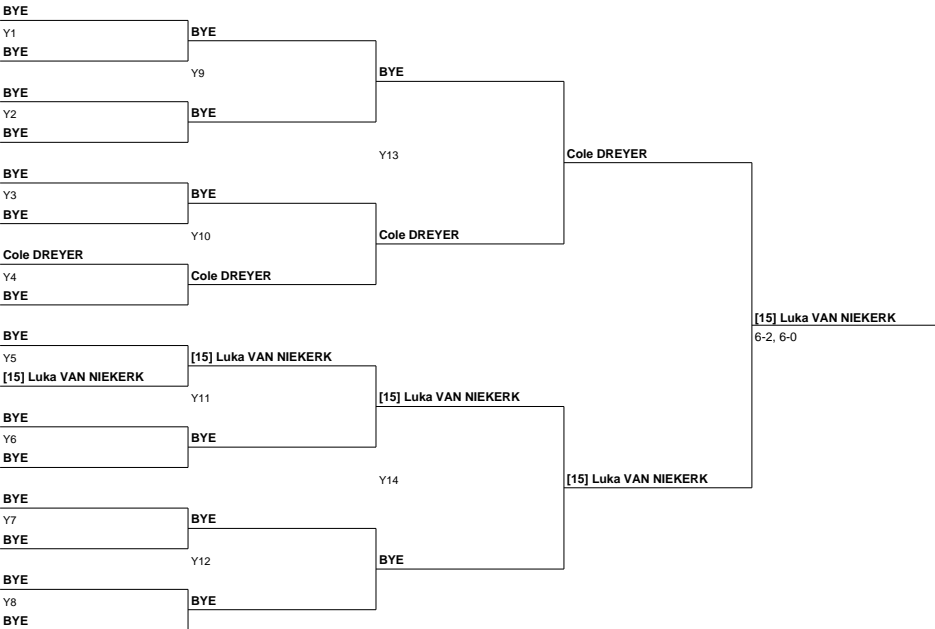 BYE
Y1
BYE
BYE
Y9
BYE
BYE
Y2
BYE
BYE
Y13
Cole DREYER
BYE
Y3
BYE
BYE
Y10
Cole DREYER
Cole DREYER
Y4
Cole DREYER
BYE
[15] Luka VAN NIEKERK
6-2, 6-0
BYE
Y5
[15] Luka VAN NIEKERK
[15] Luka VAN NIEKERK
Y11
[15] Luka VAN NIEKERK
BYE
Y6
BYE
BYE
Y14
[15] Luka VAN NIEKERK
BYE
Y7
BYE
BYE
Y12
BYE
BYE
Y8
BYE
BYE